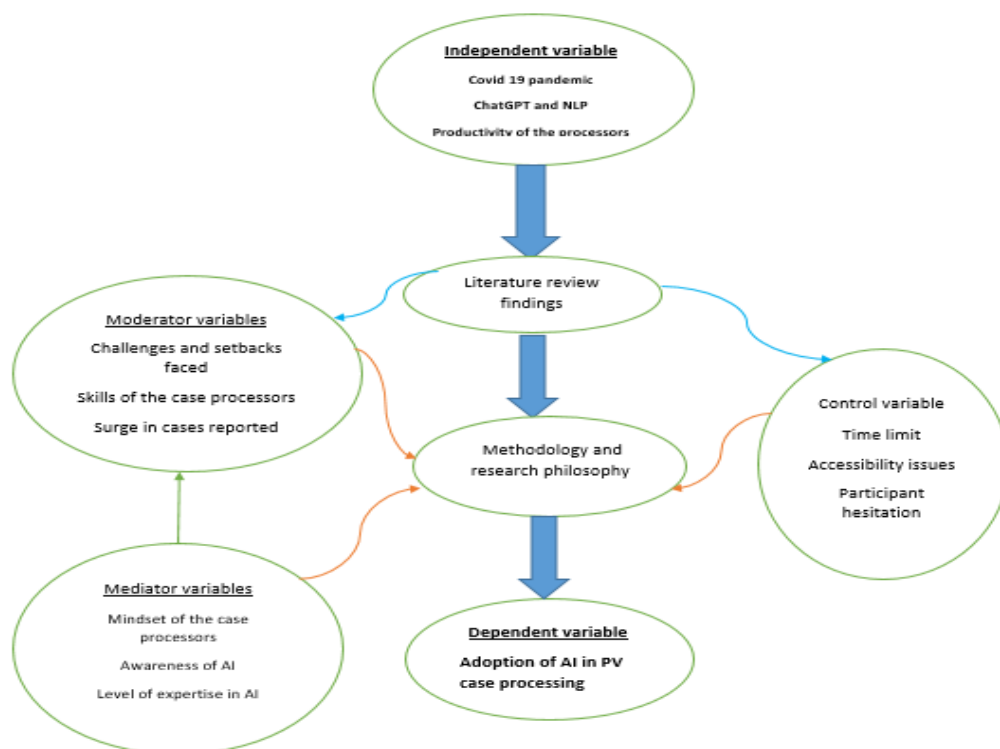 Independent variable
Covid 19 pandemic
ChatGPT and NLP
Productivity of the processors
Literature review
findings
Moderator variables
Challenges and setbacks
faced
Skills of the case processors
Surge in cases reported
Control variable
Time limit
Accessibility issues
Participant
hesitation
Methodology and
research philosophy
Mediator variables
Mindset of the case
processors
Awareness of AI
Level of expertise in AI
Dependent variable
Adoption of AI in PV
case processing